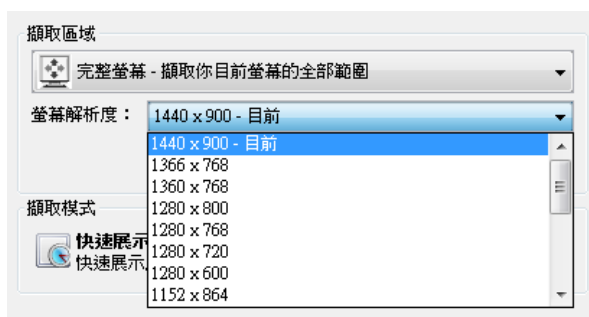 擷取區域
完整螢幕 - 擷取你目前螢幕的全部範圍
螢幕解析度：
1440 x 900 - 目前
1440 x 900 - 目前
1366 x 768
1360 x 768
1280 x 800
1280 x 768
1280 x 720
1280 x 600
1152 x 864
擷取模式
快速展示
快速展示